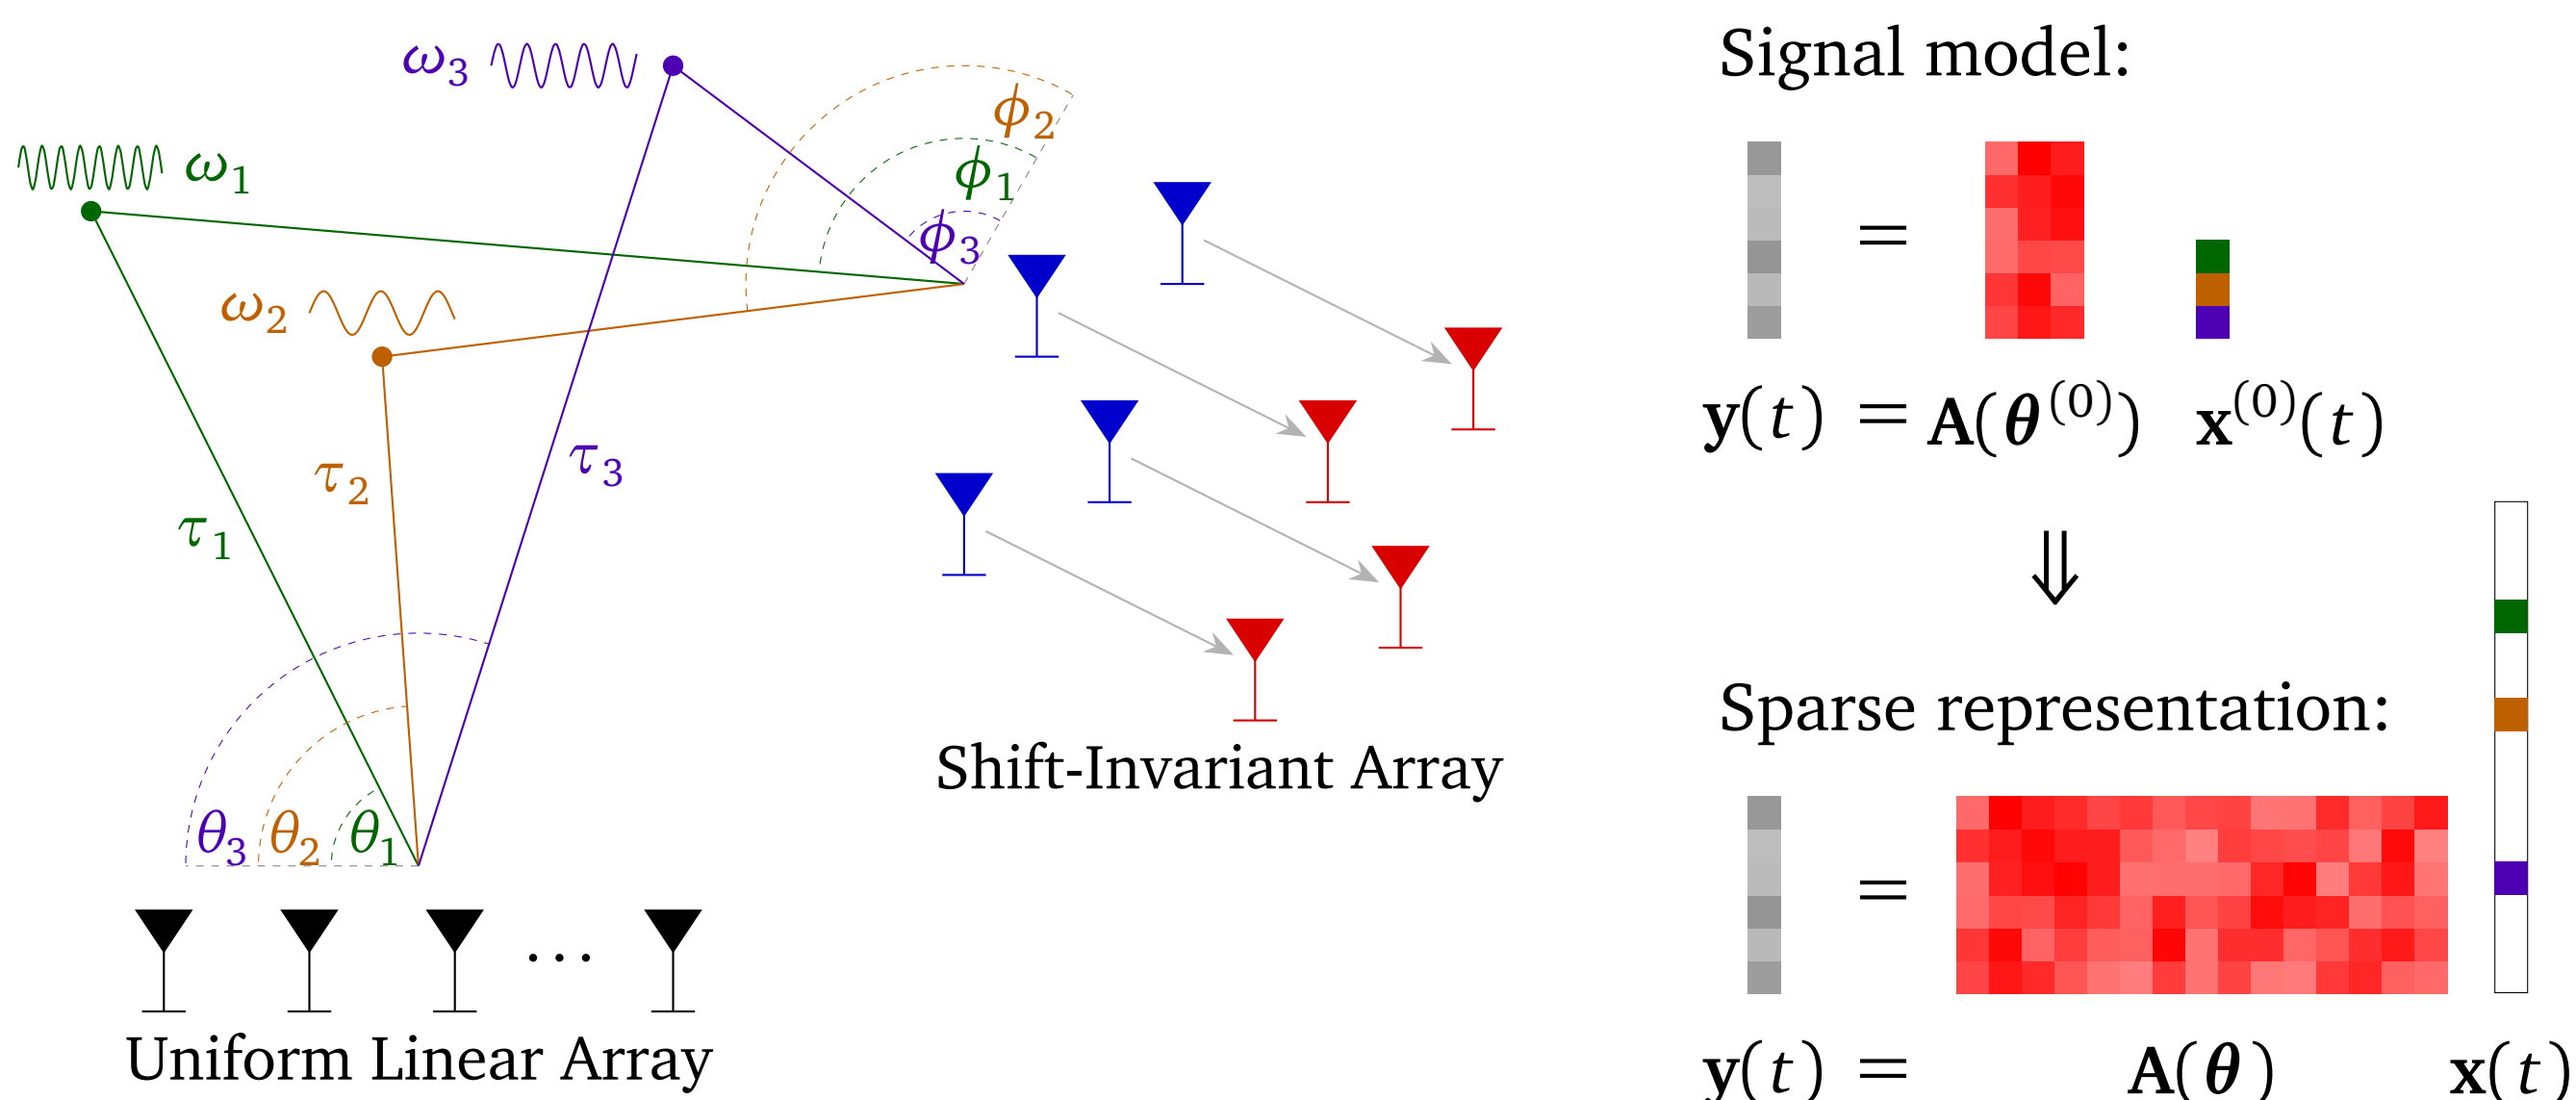 ω₃
ω₁
ω₂
ϕ₂
ϕ₁
ϕ₃
τ₃
τ₂
τ₁
θ₃ θ₂ θ₁
...
Uniform Linear Array
Shift-Invariant Array
Signal model:
=
y(t) = A(θ⁽⁰⁾) x⁽⁰⁾(t)
⇓
Sparse representation:
=
y(t) = A(θ) x(t)